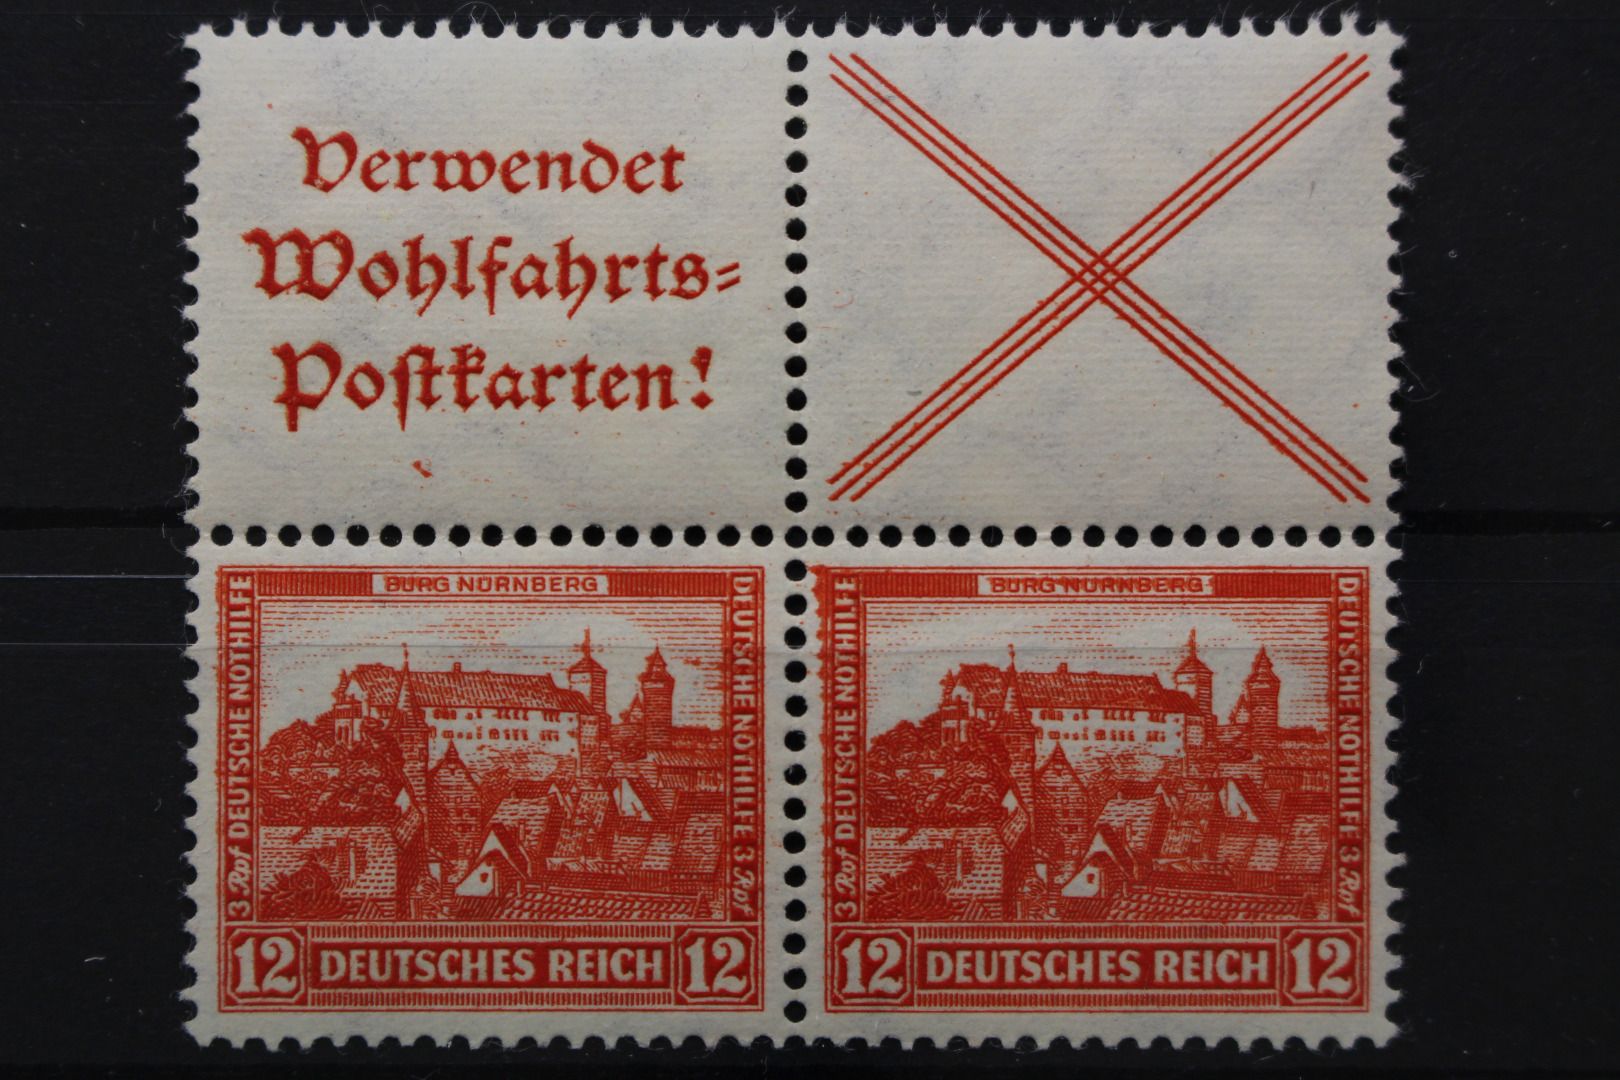 Verwendet
Wohlfahrts=
Postkarten!
BURG NÜRNBERG
3 Rpf DEUTSCHE NOTHILFE
DEUTSCHE NOTHILFE 3 Rpf
12 DEUTSCHES REICH 12
BURG NÜRNBERG
3 Rpf DEUTSCHE NOTHILFE
DEUTSCHE NOTHILFE 3 Rpf
12 DEUTSCHES REICH 12